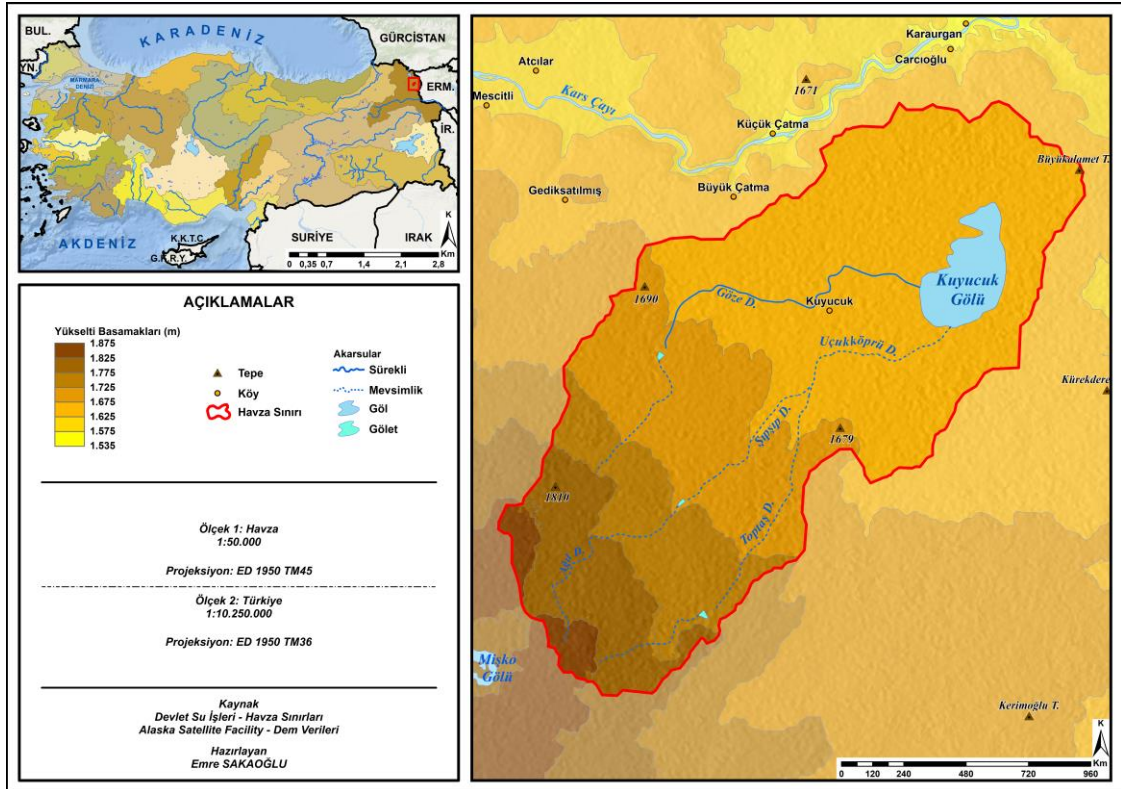 BUL.
KARADENİZ
GÜRCİSTAN
YN.
MARMARA
DENİZ
ERM.
İR.
AKDENİZ
K.K.T.C.
G.K.R.Y.
SURİYE
IRAK
K
Km
0 0,35 0,7 1,4 2,1 2,8
AÇIKLAMALAR
Yükselti Basamakları (m)
1.875
1.825
1.775
1.725
1.675
1.625
1.575
1.535
Tepe
Köy
Havza Sınırı
Akarsular
Sürekli
Mevsimlik
Göl
Gölet
Ölçek 1: Havza
1:50.000
Projeksiyon: ED 1950 TM45
Ölçek 2: Türkiye
1:10.250.000
Projeksiyon: ED 1950 TM36
Kaynak
Devlet Su İşleri - Havza Sınırları
Alaska Satellite Facility - Dem Verileri
Hazırlayan
Emre SAKAOĞLU
Karaurgan
Carcıoğlu
Atcılar
1671
Mescitli
Kars Çayı
Küçük Çatma
Büyükalamet T.
Gediksatılmış
Büyük Çatma
Kuyucuk
Gölü
1690
Göze D.
Kuyucuk
Uçukköprü D.
Kürekdere
Şıpşıp D.
1679
1810
Toptaş D.
Ağıl D.
Mişko
Gölü
Kerimoğlu T.
K
Km
0 120 240 480 720 960